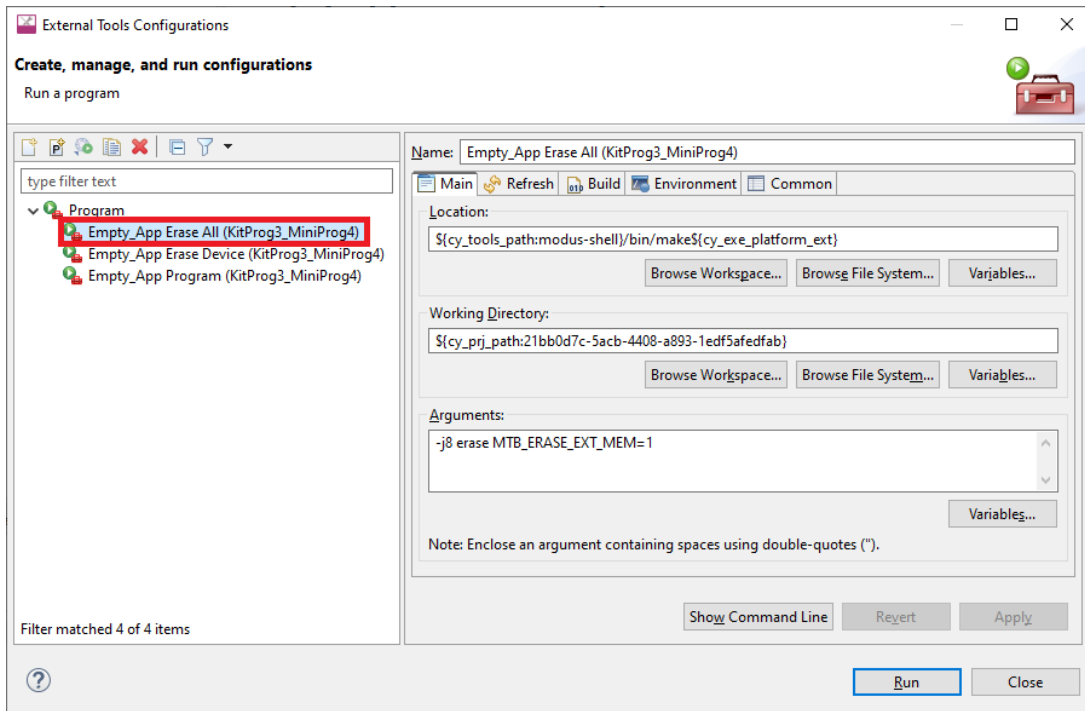 External Tools Configurations
Create, manage, and run configurations
Run a program
type filter text
Program
Empty_App Erase All (KitProg3_MiniProg4)
Empty_App Erase Device (KitProg3_MiniProg4)
Empty_App Program (KitProg3_MiniProg4)
Filter matched 4 of 4 items
Name: Empty_App Erase All (KitProg3_MiniProg4)
Main Refresh Build Environment Common
Location:
${cy_tools_path:modus-shell}/bin/make${cy_exe_platform_ext}
Browse Workspace... Browse File System... Variables...
Working Directory:
${cy_prj_path:21bb0d7c-5acb-4408-a893-1edf5afedfab}
Browse Workspace... Browse File System... Variables...
Arguments:
-j8 erase MTB_ERASE_EXT_MEM=1
Variables...
Note: Enclose an argument containing spaces using double-quotes (").
Show Command Line Revert Apply
? Run Close